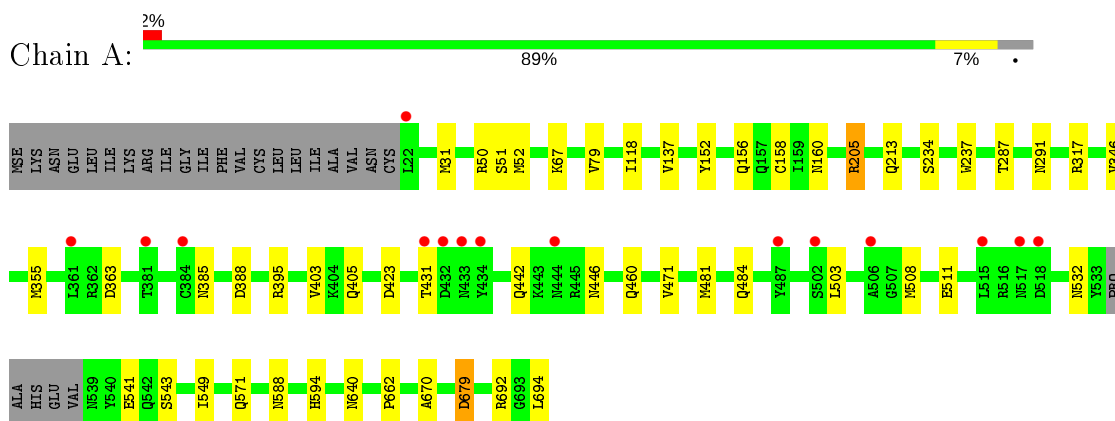 2%
Chain A:
89% 7% •
MSE LYS ASN GLU LEU ILE LYS ARG ILE GLY ILE PHE VAL CYS LEU LEU ILE ALA VAL ASN CYS L22 M31 R50 S51 M52 K67 V79 I118 V137 Y152 Q156 Q157 C158 I159 N160 R205 Q213 S234 W237 T287 N291 R317 V346
M355 L361 R362 D363 T381 C384 N385 D388 R395 V403 K404 Q405 D423 T431 D432 N433 Y434 Q442 K443 N444 R445 N446 Q460 V471 M481 Q484 Y487 S502 L503 A506 G507 M508 E511 L515 R516 N517 D518 N532 Y533 PRO
ALA HIS GLU VAL N539 Y540 E541 Q542 S543 I549 Q571 N588 H594 N640 P662 A670 D679 R692 G693 L694